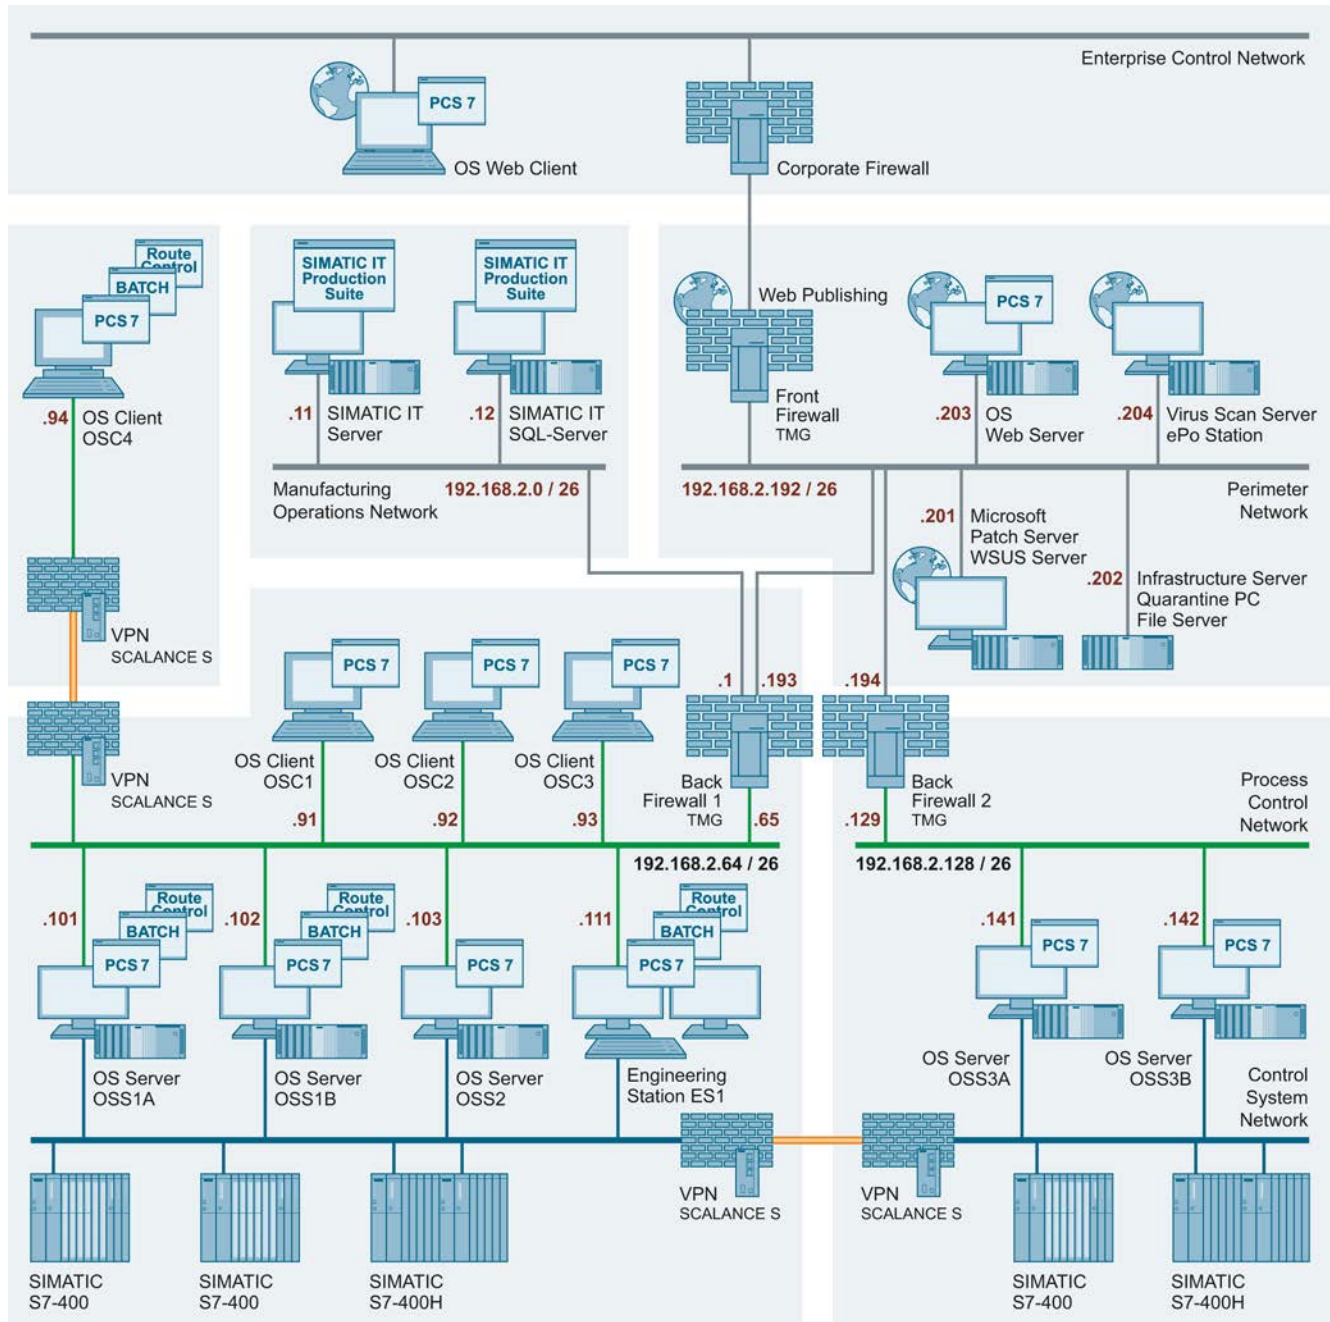 Enterprise Control Network
PCS 7
OS Web Client
Corporate Firewall
Route
Control
BATCH
PCS 7
.94
OS Client
OSC4
SIMATIC IT
Production
Suite
.11
SIMATIC IT
Server
SIMATIC IT
Production
Suite
.12
SIMATIC IT
SQL-Server
Manufacturing
Operations Network
192.168.2.0 / 26
Web Publishing
Front
Firewall
TMG
PCS 7
.203
OS
Web Server
.204
Virus Scan Server
ePo Station
192.168.2.192 / 26
Perimeter
Network
.201
Microsoft
Patch Server
WSUS Server
.202
Infrastructure Server
Quarantine PC
File Server
VPN
SCALANCE S
VPN
SCALANCE S
PCS 7
OS Client
OSC1
.91
PCS 7
OS Client
OSC2
.92
PCS 7
OS Client
OSC3
.93
.1
.193
Back
Firewall 1
TMG
.65
.194
Back
Firewall 2
TMG
.129
Process
Control
Network
192.168.2.64 / 26
192.168.2.128 / 26
.101
Route
Control
BATCH
PCS 7
OS Server
OSS1A
.102
Route
Control
BATCH
PCS 7
OS Server
OSS1B
.103
PCS 7
OS Server
OSS2
.111
Route
Control
BATCH
PCS 7
Engineering
Station ES1
.141
PCS 7
OS Server
OSS3A
.142
PCS 7
OS Server
OSS3B
Control
System
Network
VPN
SCALANCE S
VPN
SCALANCE S
SIMATIC
S7-400
SIMATIC
S7-400
SIMATIC
S7-400H
SIMATIC
S7-400
SIMATIC
S7-400H